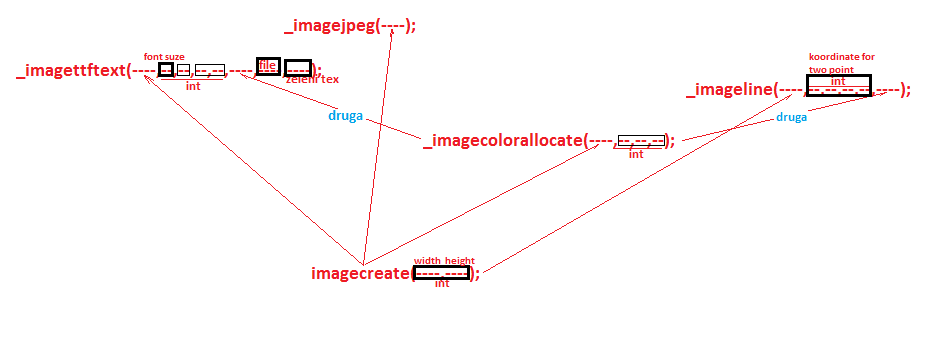 _imagejpeg(----);
font suze
_imagettftext(----,--,--,--,--,----,file----,----);
int
zeleni tex
koordinate for
two point
int
_imageline(----,--,--,--,--,----);
druga
druga
_imagecolorallocate(----,--,--,--);
int
width height
imagecreate(----,----);
int